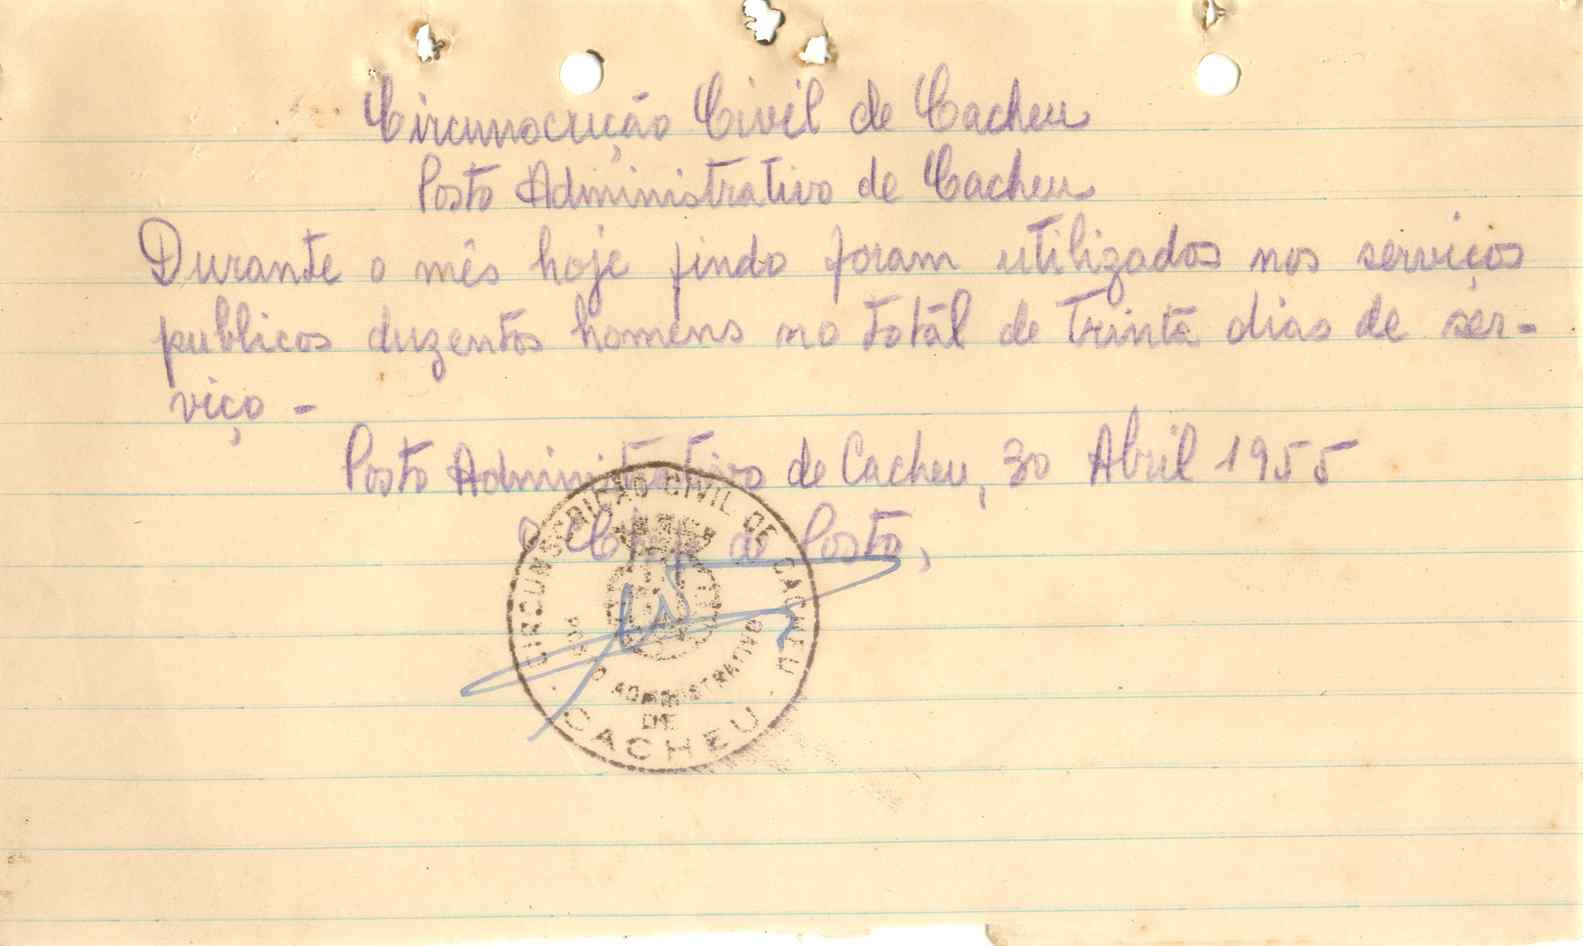 Circunscrição Civil de Cacheu
Posto Administrativo de Cacheu
Durante o mês hoje findo foram utilizados nos serviços
publicos duzentos homens no totál de trinta dias de ser-
viço -
Posto Administrativo de Cacheu, 30 Abril 1955
O Chefe de Posto,
CIRCUNSCRIÇÃO CIVIL DE CACHEU
POSTO ADMINISTRATIVO
DE
CACHEU